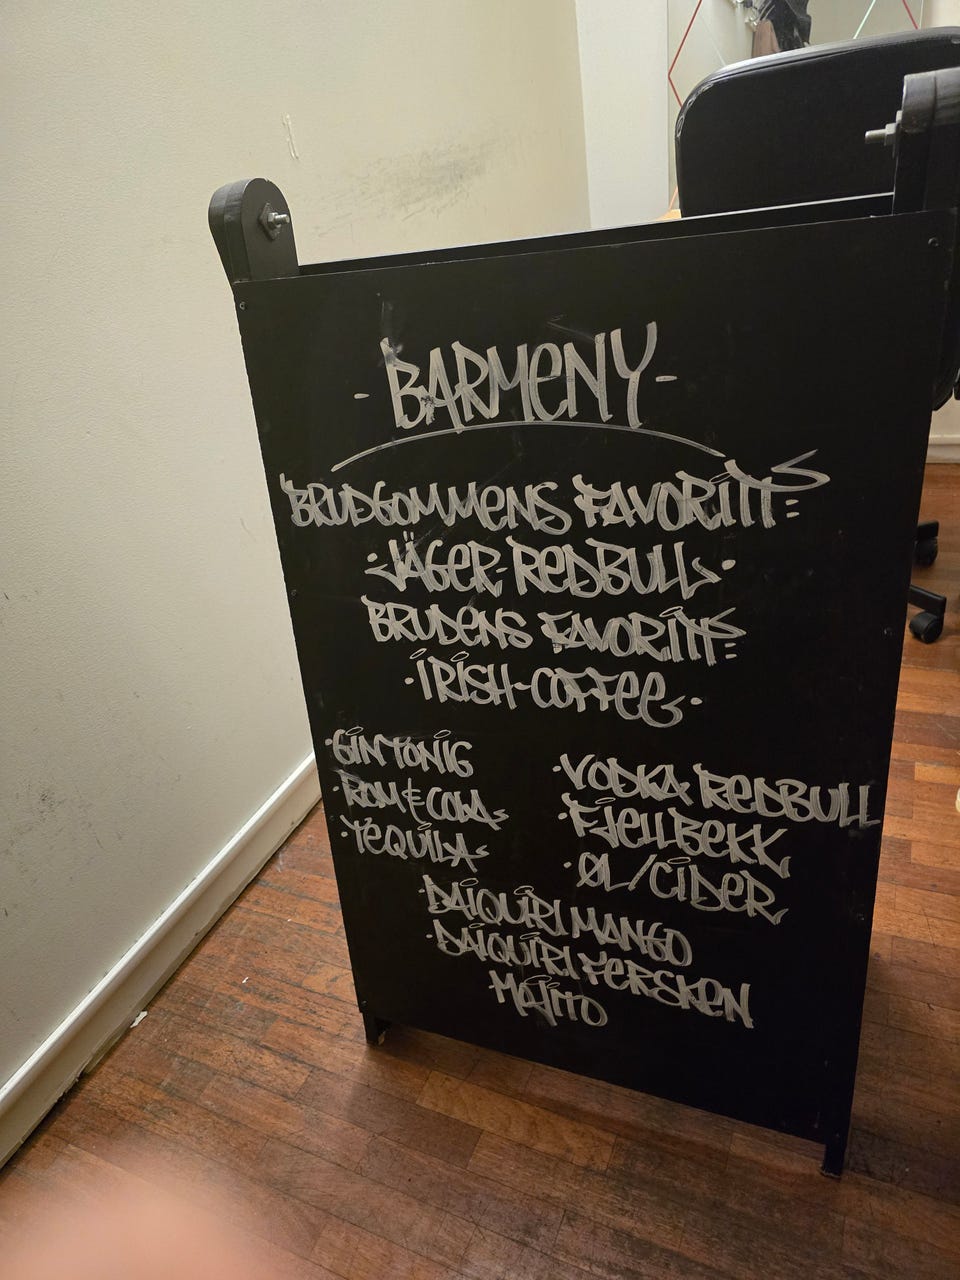 - BARMENY -
BRUDGOMMENS FAVORITT:
• JÄGER-REDBULL •
BRUDENS FAVORITT:
• IRISH-COFFEE •
• GIN TONIG
• ROM & COLA
• TEQUILA
• VODKA REDBULL
• FJELLBEKK
• ØL/CIDER
• DAIQUIRI MANGO
• DAIQUIRI FERSKEN
MOJITO